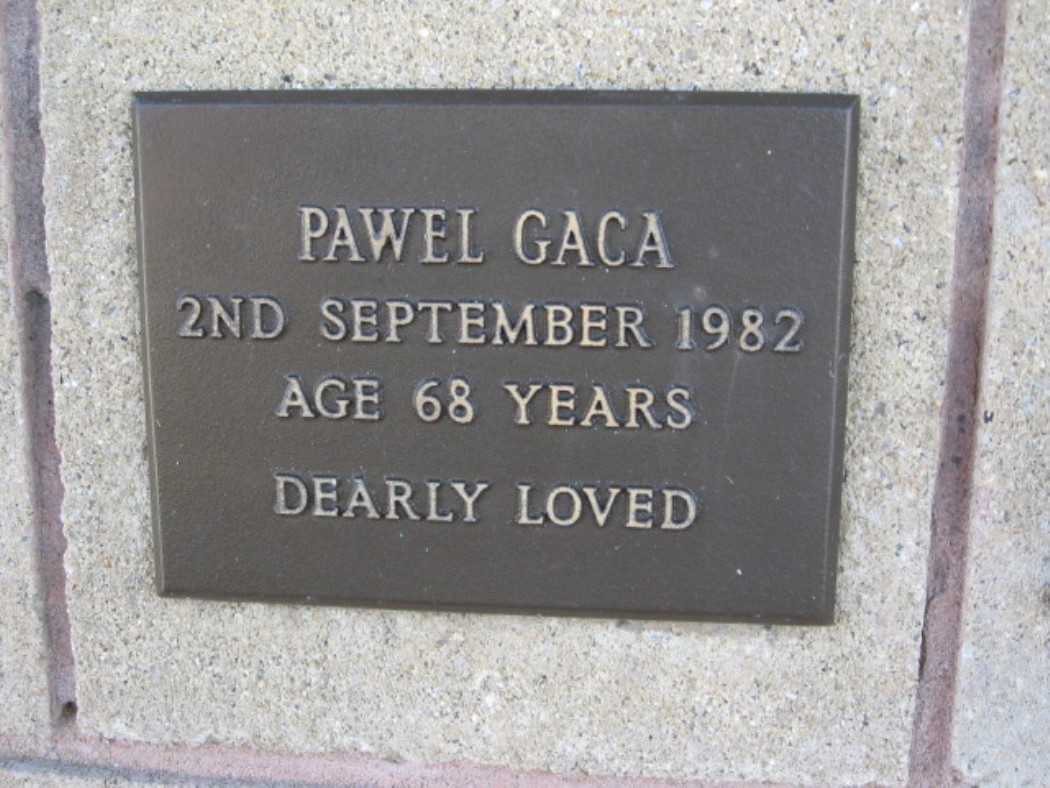 PAWEL GACA
2ND SEPTEMBER 1982
AGE 68 YEARS
DEARLY LOVED